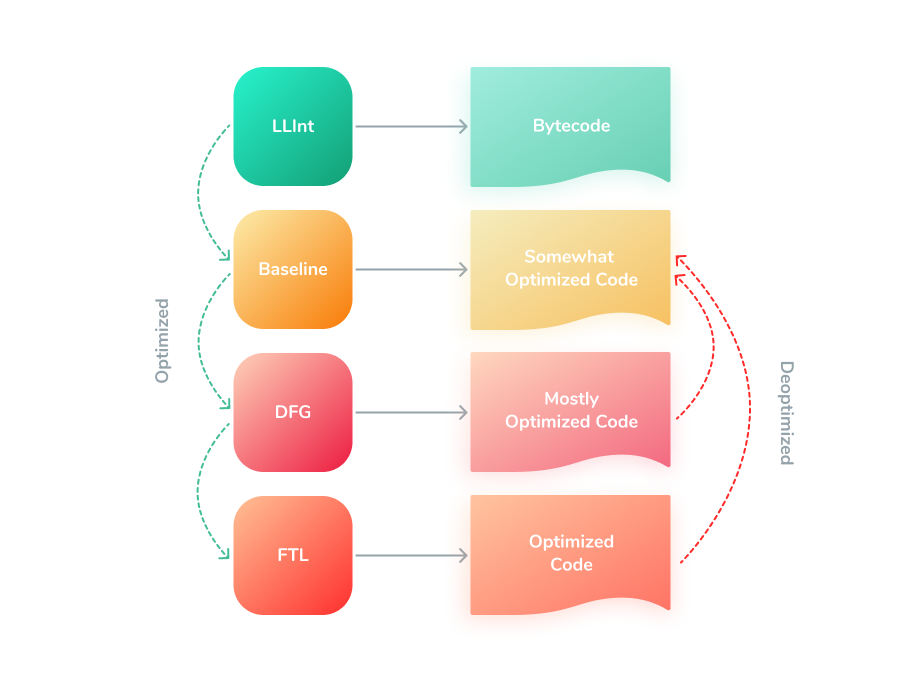 LLInt
Bytecode
Baseline
Somewhat
Optimized Code
Optimized
DFG
Mostly
Optimized Code
Deoptimized
FTL
Optimized
Code